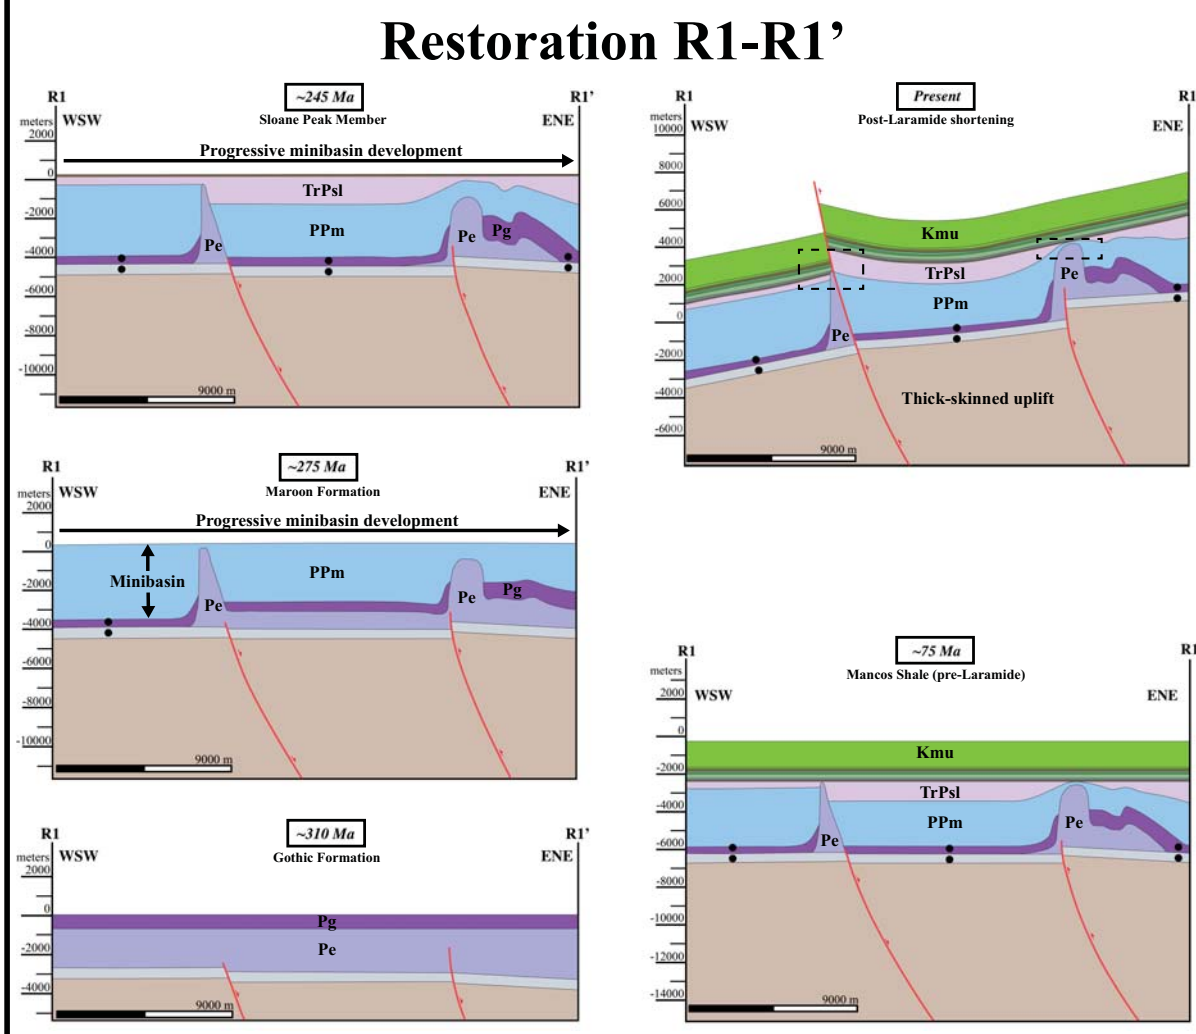 Restoration R1-R1’
~245 Ma
R1
R1’
Sloane Peak Member
meters
WSW
ENE
2000
Progressive minibasin development
0
TrPsl
-2000
PPm
Pe
Pe
Pg
-4000
-6000
-8000
-10000
9000 m
~275 Ma
R1
R1’
Maroon Formation
meters
WSW
ENE
2000
Progressive minibasin development
0
PPm
Minibasin
-2000
Pe
Pe
Pg
-4000
-6000
-8000
-10000
9000 m
~310 Ma
R1
R1’
Gothic Formation
meters
WSW
ENE
2000
0
Pg
Pe
-2000
-4000
9000 m
Present
R1
R1
Post-Laramide shortening
meters
WSW
ENE
10000
8000
6000
Kmu
4000
TrPsl
Pe
2000
PPm
0
Pe
-2000
-4000
Thick-skinned uplift
-6000
9000 m
~75 Ma
R1
R1
Mancos Shale (pre-Laramide)
meters
WSW
ENE
2000
0
Kmu
-2000
TrPsl
-4000
PPm
Pe
Pe
-6000
-8000
-10000
-12000
-14000
9000 m